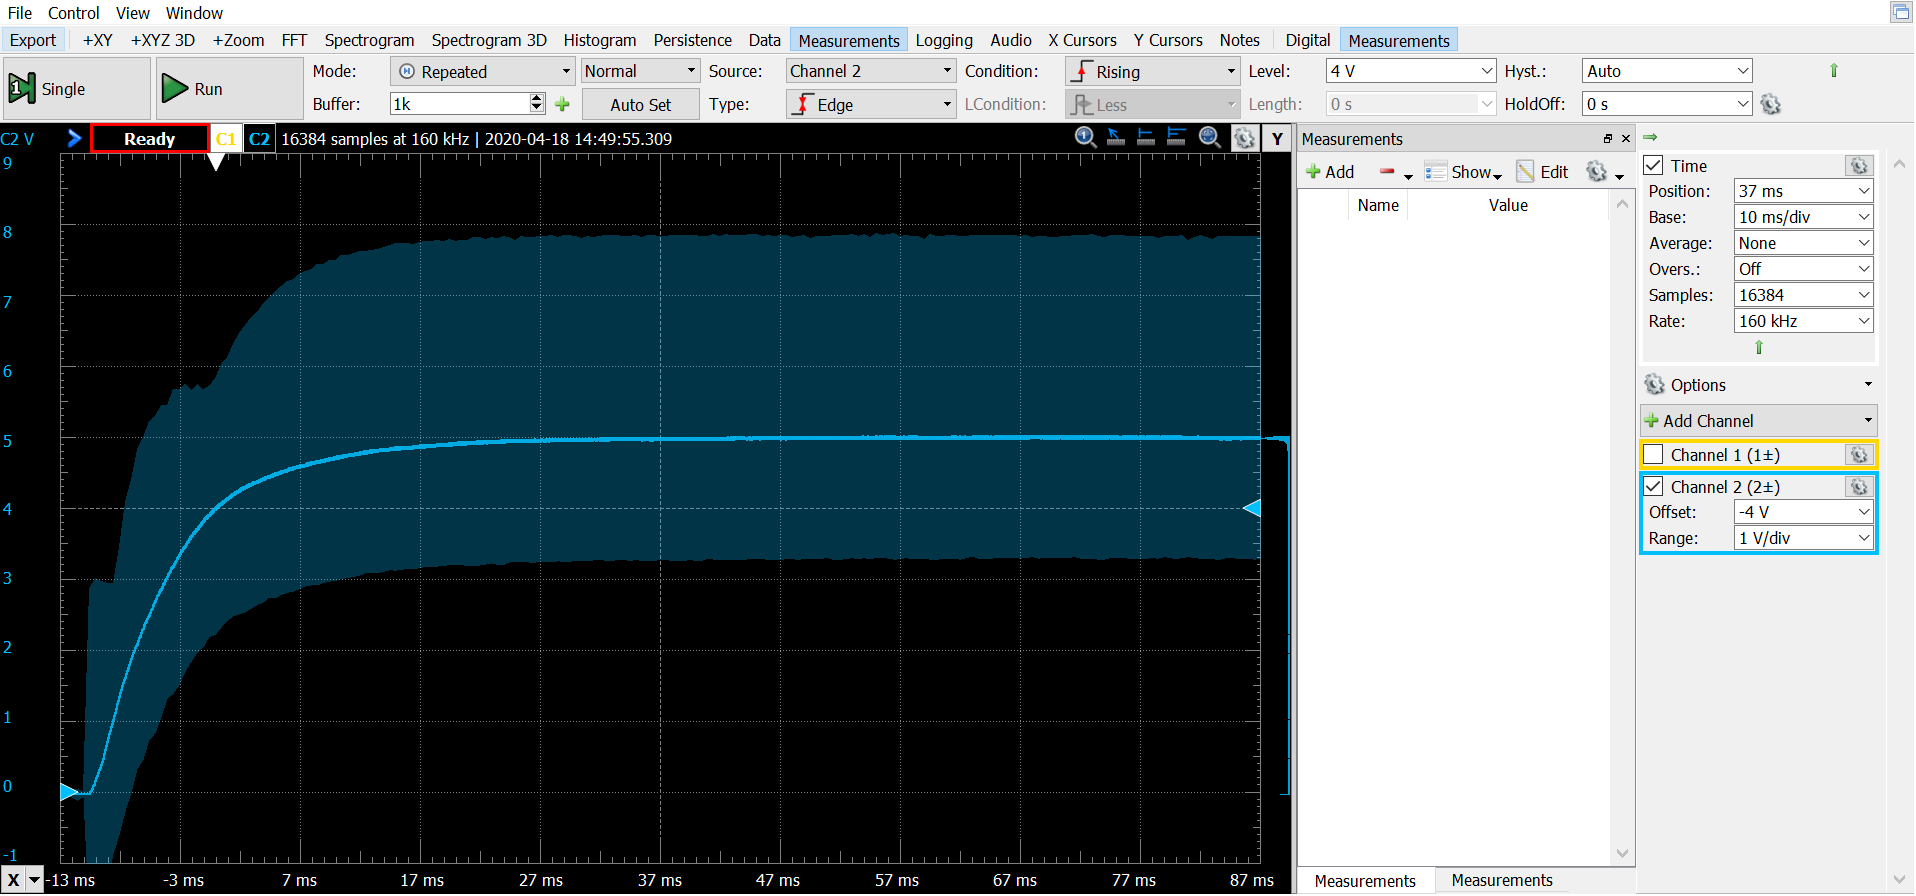 File Control View Window
Export +XY +XYZ 3D +Zoom FFT Spectrogram Spectrogram 3D Histogram Persistence Data Measurements Logging Audio X Cursors Y Cursors Notes Digital Measurements
Single Run Mode: Repeated Normal Source: Channel 2 Condition: Rising Level: 4 V Hyst.: Auto
Buffer: 1k Auto Set Type: Edge LCondition: Less Length: 0 s HoldOff: 0 s
C2 V Ready C1 C2 16384 samples at 160 kHz | 2020-04-18 14:49:55.309 Y
9
8
7
6
5
4
3
2
1
0
-1
X -13 ms -3 ms 7 ms 17 ms 27 ms 37 ms 47 ms 57 ms 67 ms 77 ms 87 ms
Measurements
Add Show Edit
Name Value
Measurements Measurements
Time
Position: 37 ms
Base: 10 ms/div
Average: None
Overs.: Off
Samples: 16384
Rate: 160 kHz
Options
Add Channel
Channel 1 (1±)
Channel 2 (2±)
Offset: -4 V
Range: 1 V/div